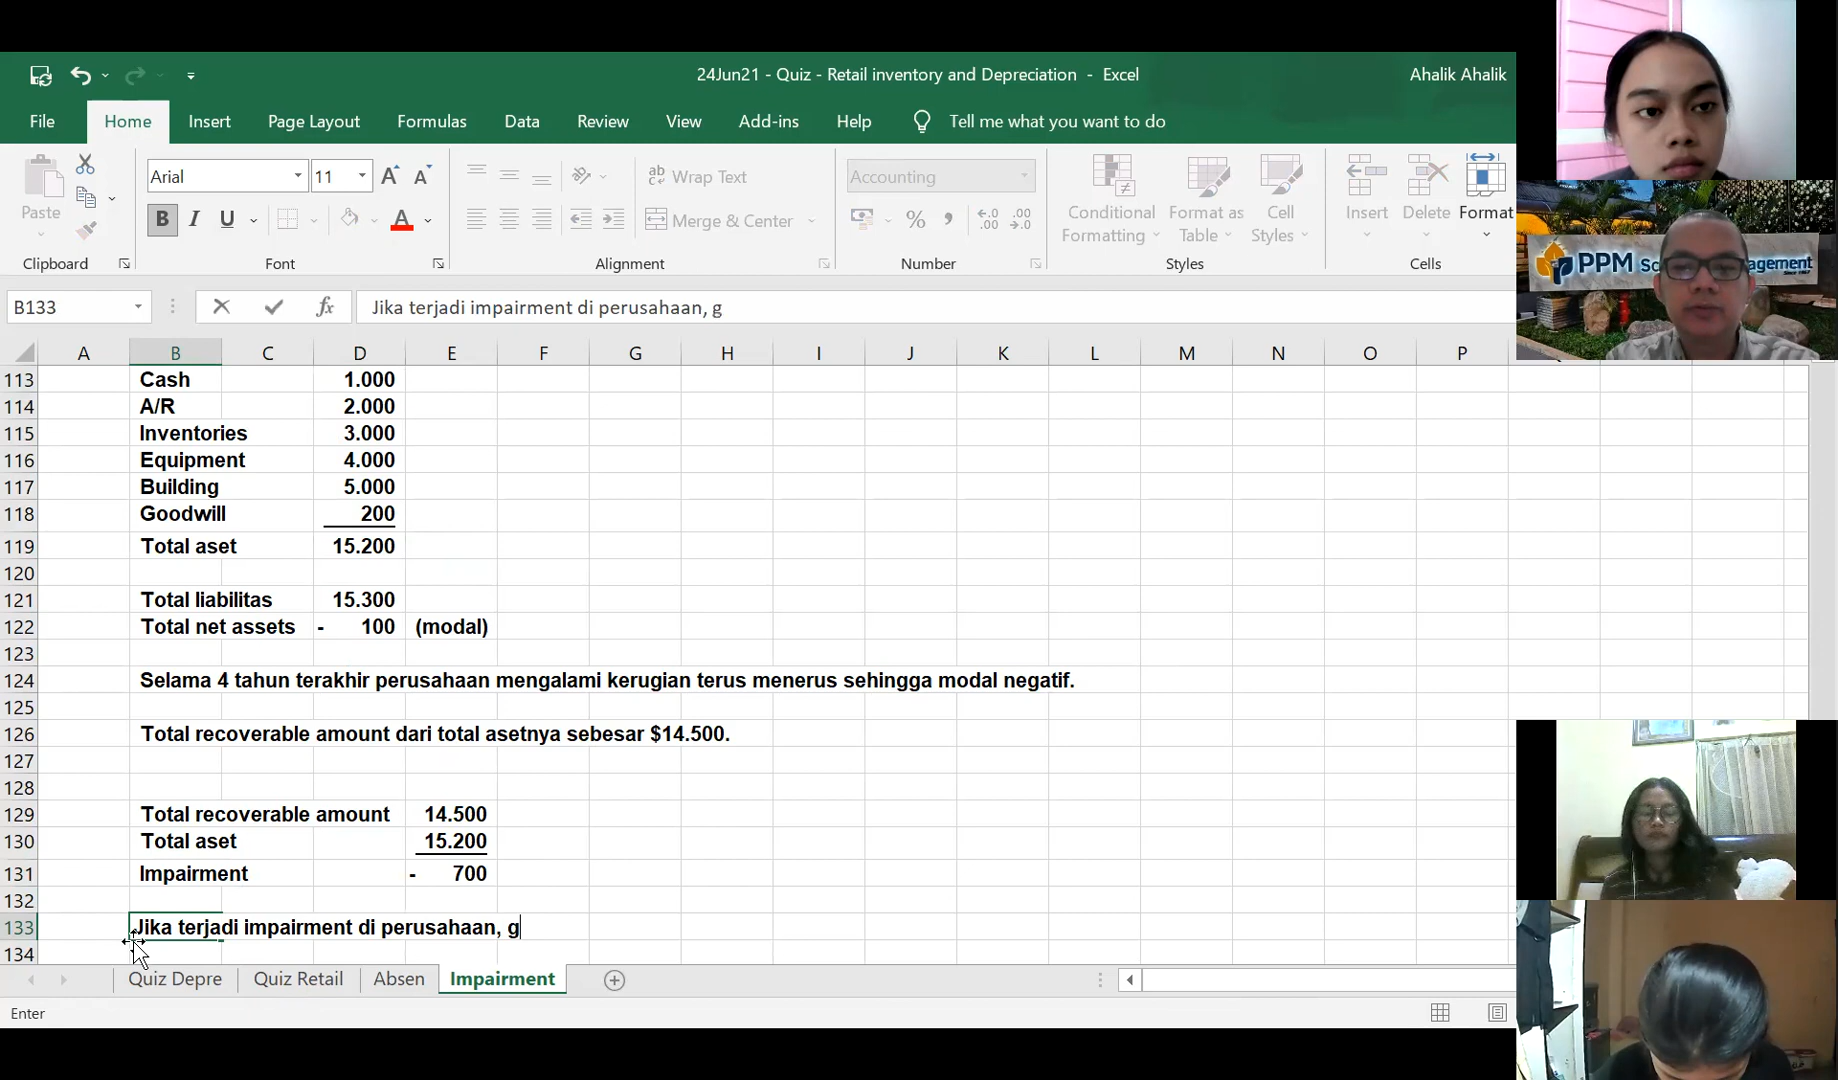 24Jun21 - Quiz - Retail inventory and Depreciation - Excel
Ahalik Ahalik
File Home Insert Page Layout Formulas Data Review View Add-ins Help Tell me what you want to do
Paste
Clipboard
Arial 11
B I U
Font
ab Wrap Text
Merge & Center
Alignment
Accounting
Number
Conditional Formatting
Format as Table
Cell Styles
Styles
Insert Delete Format
Cells
B133 fx Jika terjadi impairment di perusahaan, g
A B C D E F G H I J K L M N O P
113 Cash 1.000
114 A/R 2.000
115 Inventories 3.000
116 Equipment 4.000
117 Building 5.000
118 Goodwill 200
119 Total aset 15.200
120
121 Total liabilitas 15.300
122 Total net assets - 100 (modal)
123
124 Selama 4 tahun terakhir perusahaan mengalami kerugian terus menerus sehingga modal negatif.
125
126 Total recoverable amount dari total asetnya sebesar $14.500.
127
128
129 Total recoverable amount 14.500
130 Total aset 15.200
131 Impairment - 700
132
133 Jika terjadi impairment di perusahaan, g
134
Quiz Depre Quiz Retail Absen Impairment
Enter
PPM